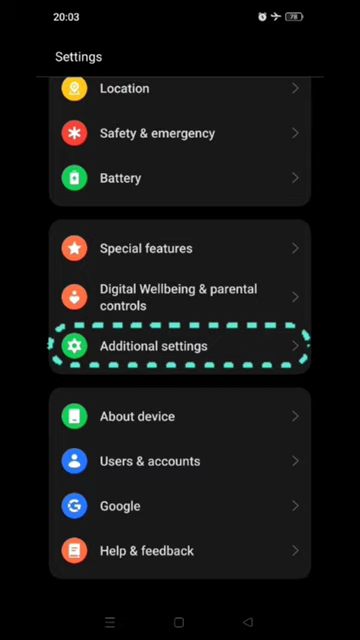 20:03
78
Settings
Location
Safety & emergency
Battery
Special features
Digital Wellbeing & parental
controls
Additional settings
About device
Users & accounts
Google
Help & feedback